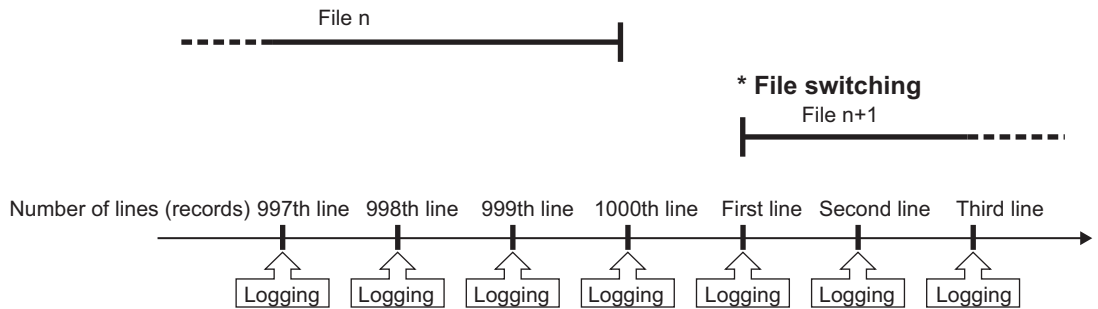 File n
* File switching
File n+1
Number of lines (records) 997th line 998th line 999th line 1000th line First line Second line Third line
Logging Logging Logging Logging Logging Logging Logging